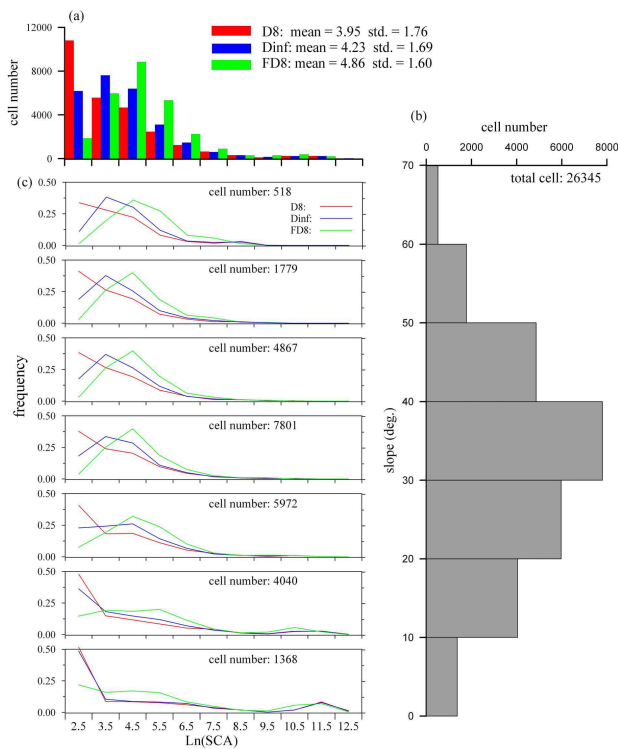 (a)
D8: mean = 3.95 std. = 1.76
Dinf: mean = 4.23 std. = 1.69
FD8: mean = 4.86 std. = 1.60
12000
8000
4000
0
cell number
(b)
cell number
0 2000 4000 6000 8000
total cell: 26345
70
60
50
40
30
20
10
0
slope (deg.)
(c)
0.50
0.25
0.00
cell number: 518
D8:
Dinf:
FD8:
0.50
0.25
0.00
cell number: 1779
0.50
0.25
0.00
cell number: 4867
0.50
0.25
0.00
cell number: 7801
0.50
0.25
0.00
cell number: 5972
0.50
0.25
0.00
cell number: 4040
0.50
0.25
0.00
cell number: 1368
frequency
2.5 3.5 4.5 5.5 6.5 7.5 8.5 9.5 10.5 11.5 12.5
Ln(SCA)